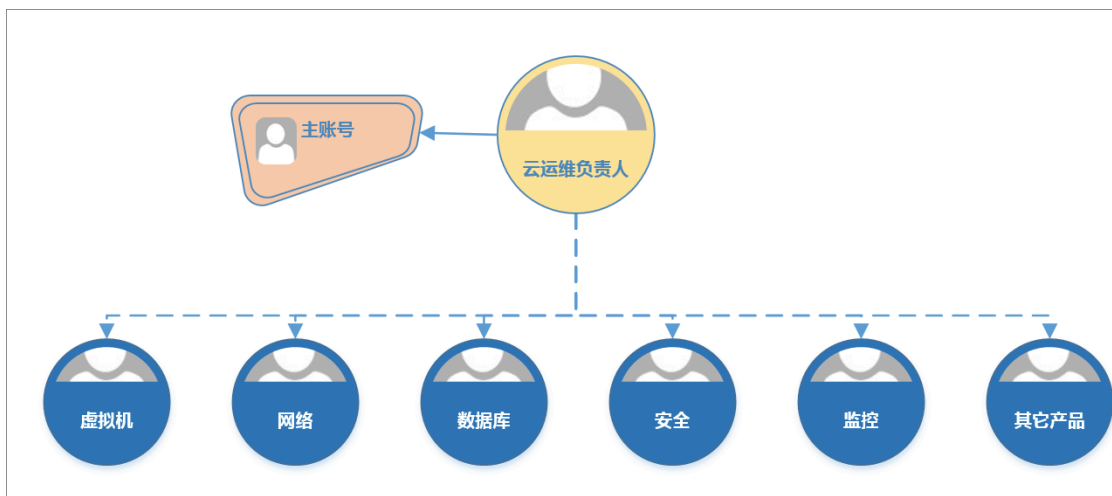 主账号
云运维负责人
虚拟机
网络
数据库
安全
监控
其它产品